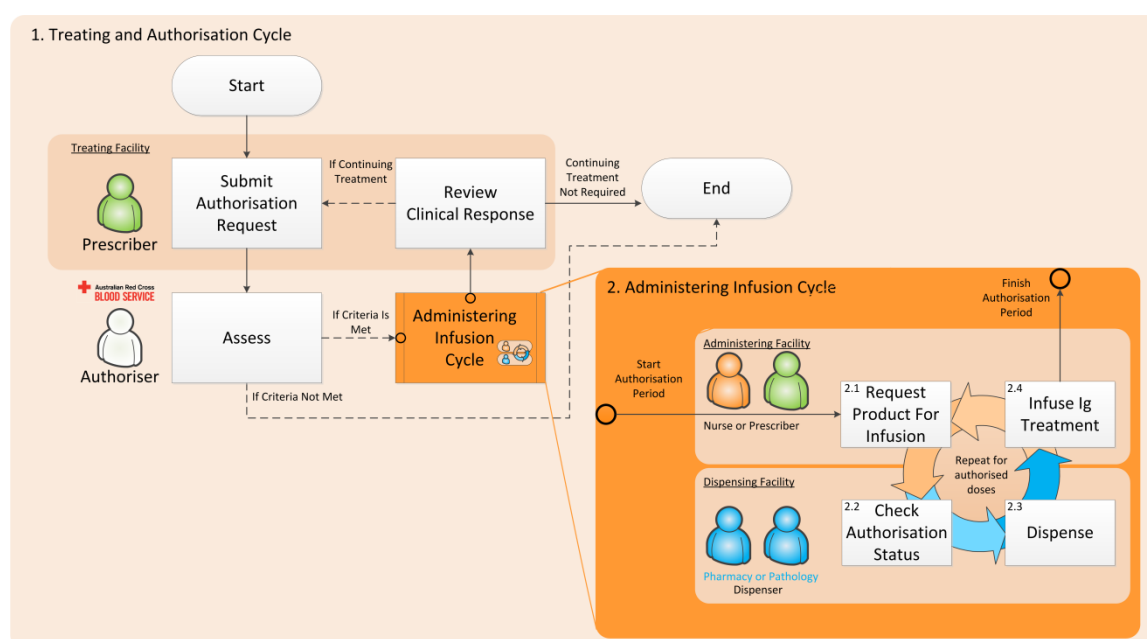 1. Treating and Authorisation Cycle
Start
Treating Facility
Prescriber
Submit
Authorisation
Request
If Continuing
Treatment
Review
Clinical Response
Continuing
Treatment
Not Required
End
Australian Red Cross
BLOOD SERVICE
Authoriser
Assess
If Criteria Is
Met
Administering
Infusion
Cycle
If Criteria Not Met
2. Administering Infusion Cycle
Finish
Authorisation
Period
Start
Authorisation
Period
Administering Facility
Nurse or Prescriber
2.1
Request
Product For
Infusion
2.4
Infuse Ig
Treatment
Repeat for
authorised
doses
Dispensing Facility
Pharmacy or Pathology
Dispenser
2.2
Check
Authorisation
Status
2.3
Dispense